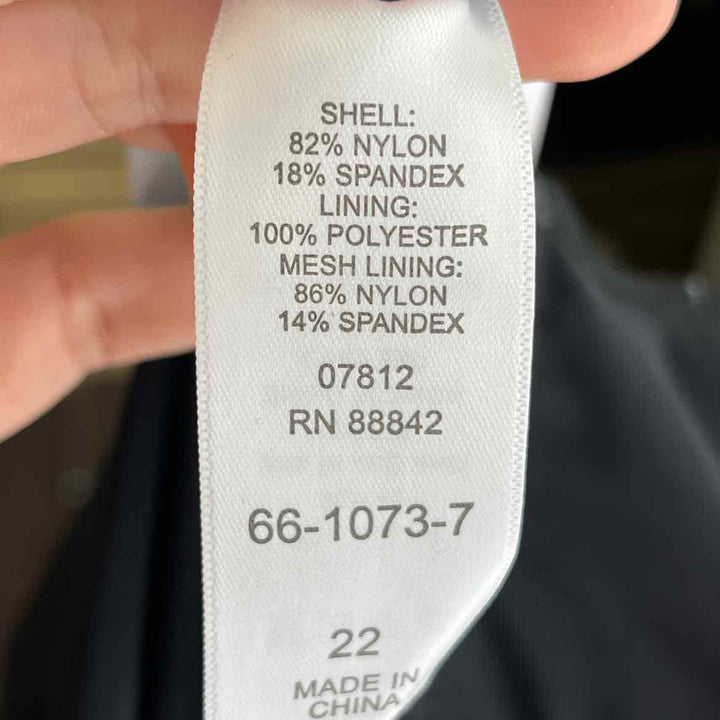 SHELL:
82% NYLON
18% SPANDEX
LINING:
100% POLYESTER
MESH LINING:
86% NYLON
14% SPANDEX
07812
RN 88842
66-1073-7
22
MADE IN
CHINA